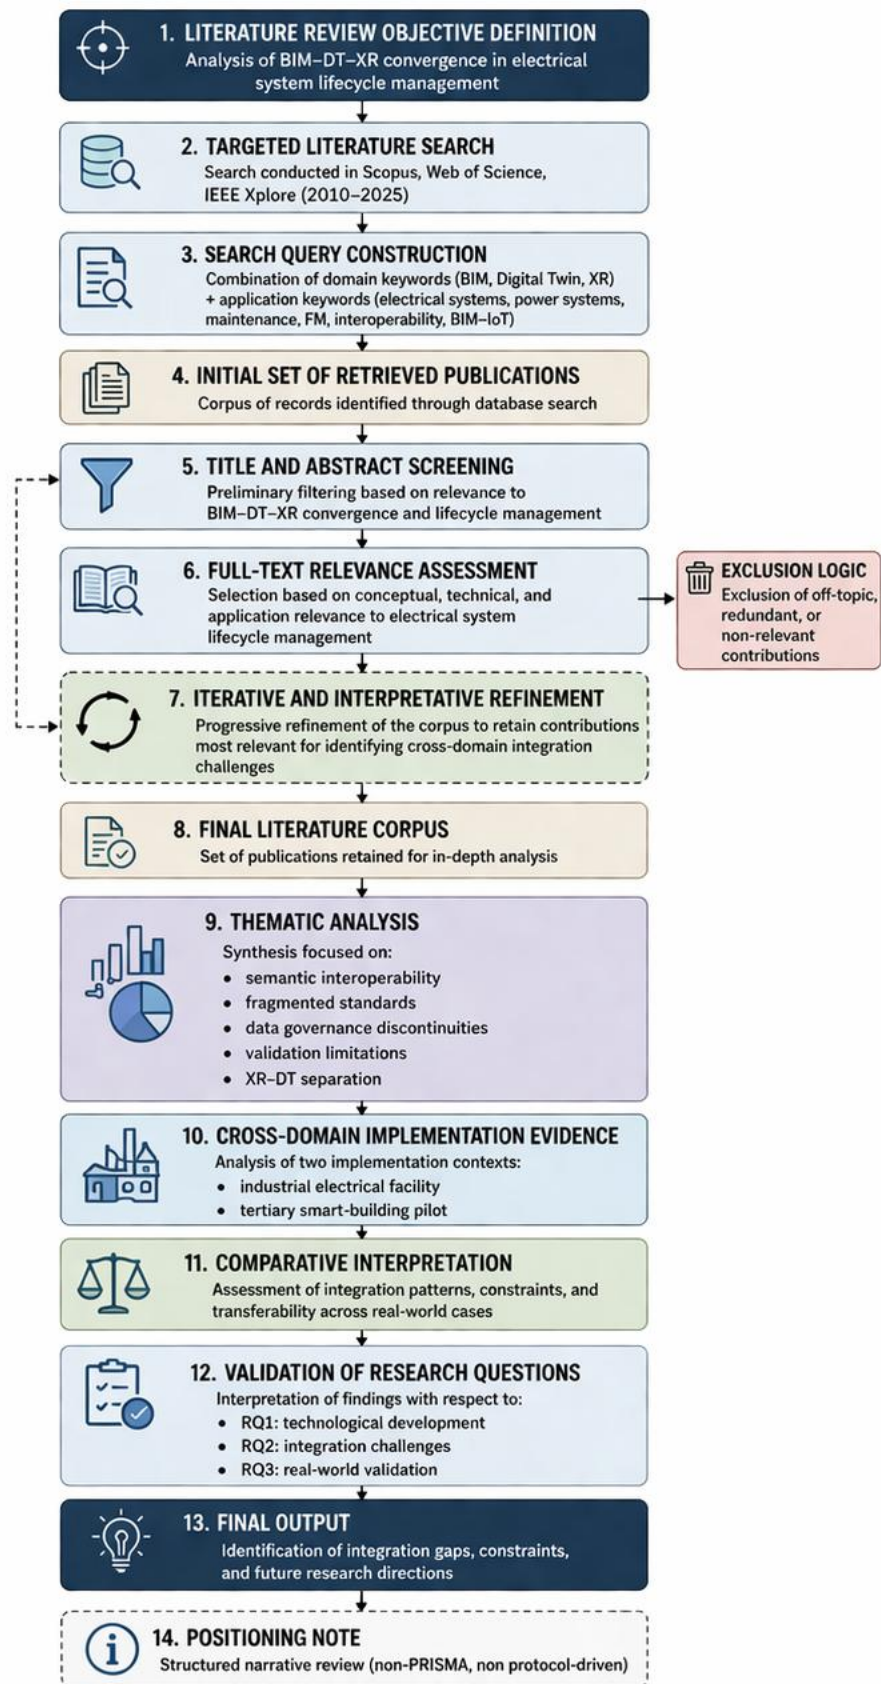 1. LITERATURE REVIEW OBJECTIVE DEFINITION
Analysis of BIM–DT–XR convergence in electrical
system lifecycle management
2. TARGETED LITERATURE SEARCH
Search conducted in Scopus, Web of Science,
IEEE Xplore (2010–2025)
3. SEARCH QUERY CONSTRUCTION
Combination of domain keywords (BIM, Digital Twin, XR)
+ application keywords (electrical systems, power systems,
maintenance, FM, interoperability, BIM–IoT)
4. INITIAL SET OF RETRIEVED PUBLICATIONS
Corpus of records identified through database search
5. TITLE AND ABSTRACT SCREENING
Preliminary filtering based on relevance to
BIM–DT–XR convergence and lifecycle management
6. FULL-TEXT RELEVANCE ASSESSMENT
Selection based on conceptual, technical, and
application relevance to electrical system
lifecycle management
EXCLUSION LOGIC
Exclusion of off-topic,
redundant, or
non-relevant
contributions
7. ITERATIVE AND INTERPRETATIVE REFINEMENT
Progressive refinement of the corpus to retain contributions
most relevant for identifying cross-domain integration
challenges
8. FINAL LITERATURE CORPUS
Set of publications retained for in-depth analysis
9. THEMATIC ANALYSIS
Synthesis focused on:
• semantic interoperability
• fragmented standards
• data governance discontinuities
• validation limitations
• XR–DT separation
10. CROSS-DOMAIN IMPLEMENTATION EVIDENCE
Analysis of two implementation contexts:
• industrial electrical facility
• tertiary smart-building pilot
11. COMPARATIVE INTERPRETATION
Assessment of integration patterns, constraints, and
transferability across real-world cases
12. VALIDATION OF RESEARCH QUESTIONS
Interpretation of findings with respect to:
• RQ1: technological development
• RQ2: integration challenges
• RQ3: real-world validation
13. FINAL OUTPUT
Identification of integration gaps, constraints,
and future research directions
14. POSITIONING NOTE
Structured narrative review (non-PRISMA, non protocol-driven)